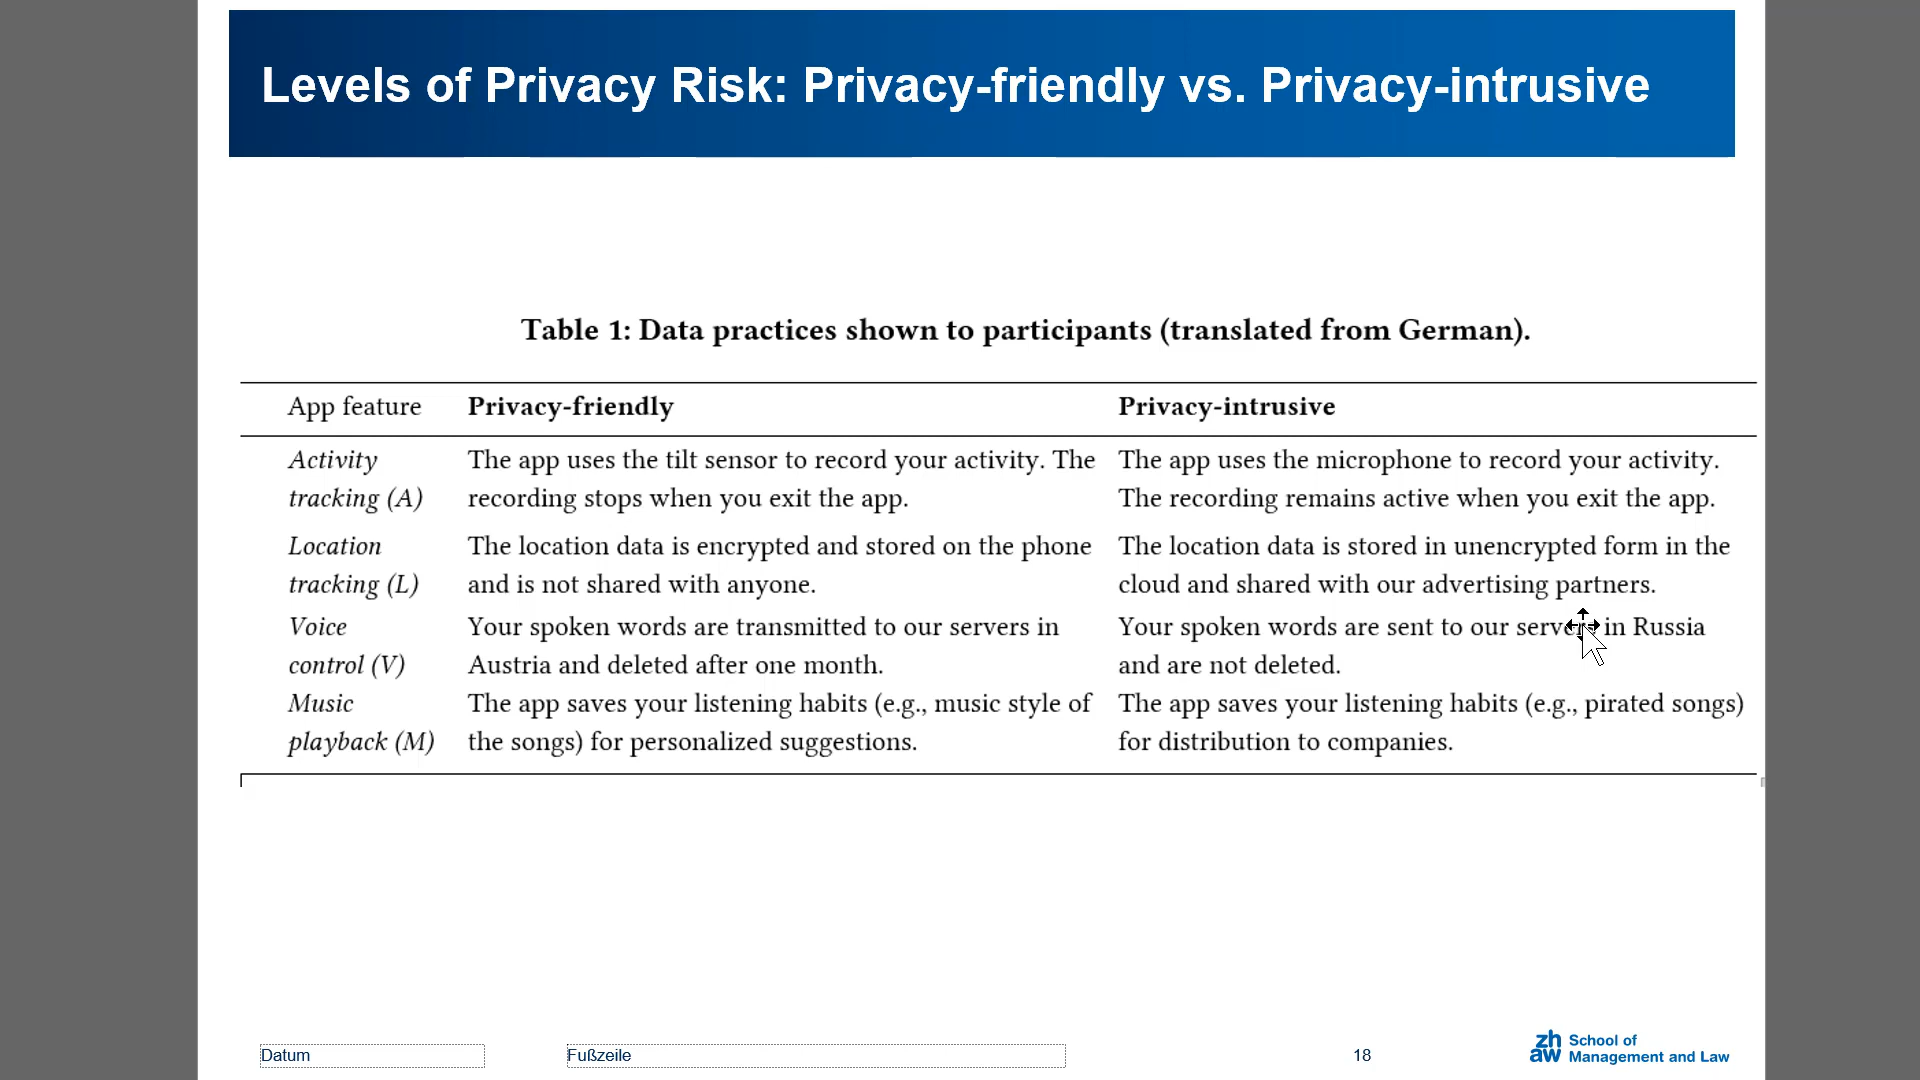 Levels of Privacy Risk: Privacy-friendly vs. Privacy-intrusive
Table 1: Data practices shown to participants (translated from German).
App feature Privacy-friendly Privacy-intrusive
Activity The app uses the tilt sensor to record your activity. The The app uses the microphone to record your activity.
tracking (A) recording stops when you exit the app. The recording remains active when you exit the app.
Location The location data is encrypted and stored on the phone The location data is stored in unencrypted form in the
tracking (L) and is not shared with anyone. cloud and shared with our advertising partners.
Voice Your spoken words are transmitted to our servers in Your spoken words are sent to our servers in Russia
control (V) Austria and deleted after one month. and are not deleted.
Music The app saves your listening habits (e.g., music style of The app saves your listening habits (e.g., pirated songs)
playback (M) the songs) for personalized suggestions. for distribution to companies.
Datum Fußzeile 18
zh School of
aw Management and Law